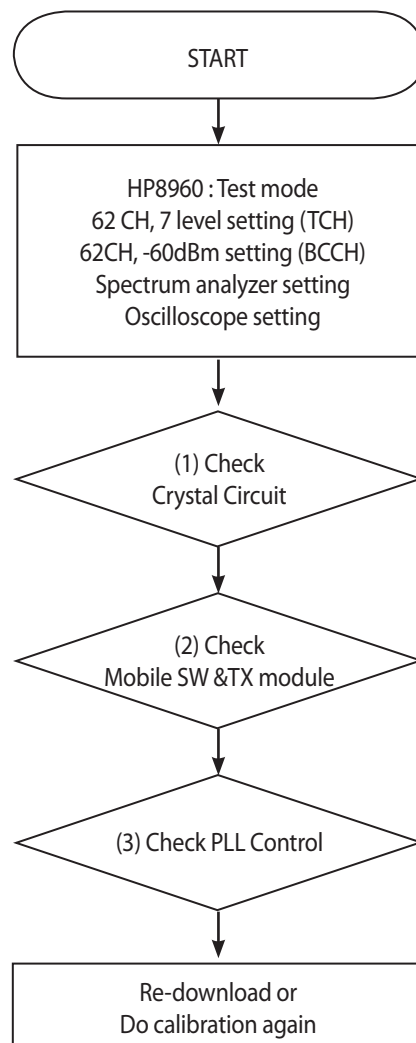 START
HP8960 : Test mode
62 CH, 7 level setting (TCH)
62CH, -60dBm setting (BCCH)
Spectrum analyzer setting
Oscilloscope setting
(1) Check
Crystal Circuit
(2) Check
Mobile SW &TX module
(3) Check PLL Control
Re-download or
Do calibration again